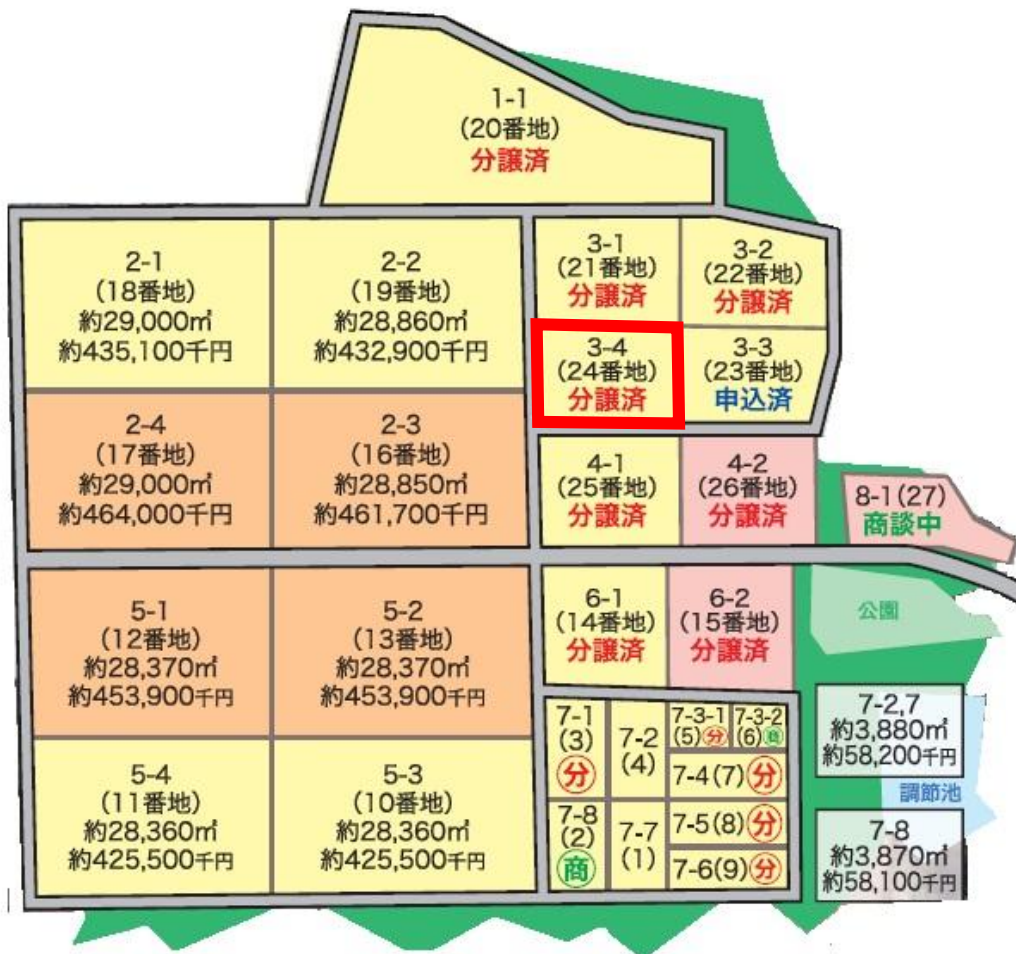 1-1
(20番地)
分譲済
2-1
(18番地)
約29,000㎡
約435,100千円
2-2
(19番地)
約28,860㎡
約432,900千円
3-1
(21番地)
分譲済
3-2
(22番地)
分譲済
3-4
(24番地)
分譲済
3-3
(23番地)
申込済
2-4
(17番地)
約29,000㎡
約464,000千円
2-3
(16番地)
約28,850㎡
約461,700千円
4-1
(25番地)
分譲済
4-2
(26番地)
分譲済
8-1(27)
商談中
5-1
(12番地)
約28,370㎡
約453,900千円
5-2
(13番地)
約28,370㎡
約453,900千円
6-1
(14番地)
分譲済
6-2
(15番地)
分譲済
公園
5-4
(11番地)
約28,360㎡
約425,500千円
5-3
(10番地)
約28,360㎡
約425,500千円
7-1
(3)
分
7-2
(4)
7-3-1
(5)分
7-3-2
(6)商
7-4(7)分
7-8
(2)
商
7-7
(1)
7-5(8)分
7-6(9)分
7-2,7
約3,880㎡
約58,200千円
調節池
7-8
約3,870㎡
約58,100千円